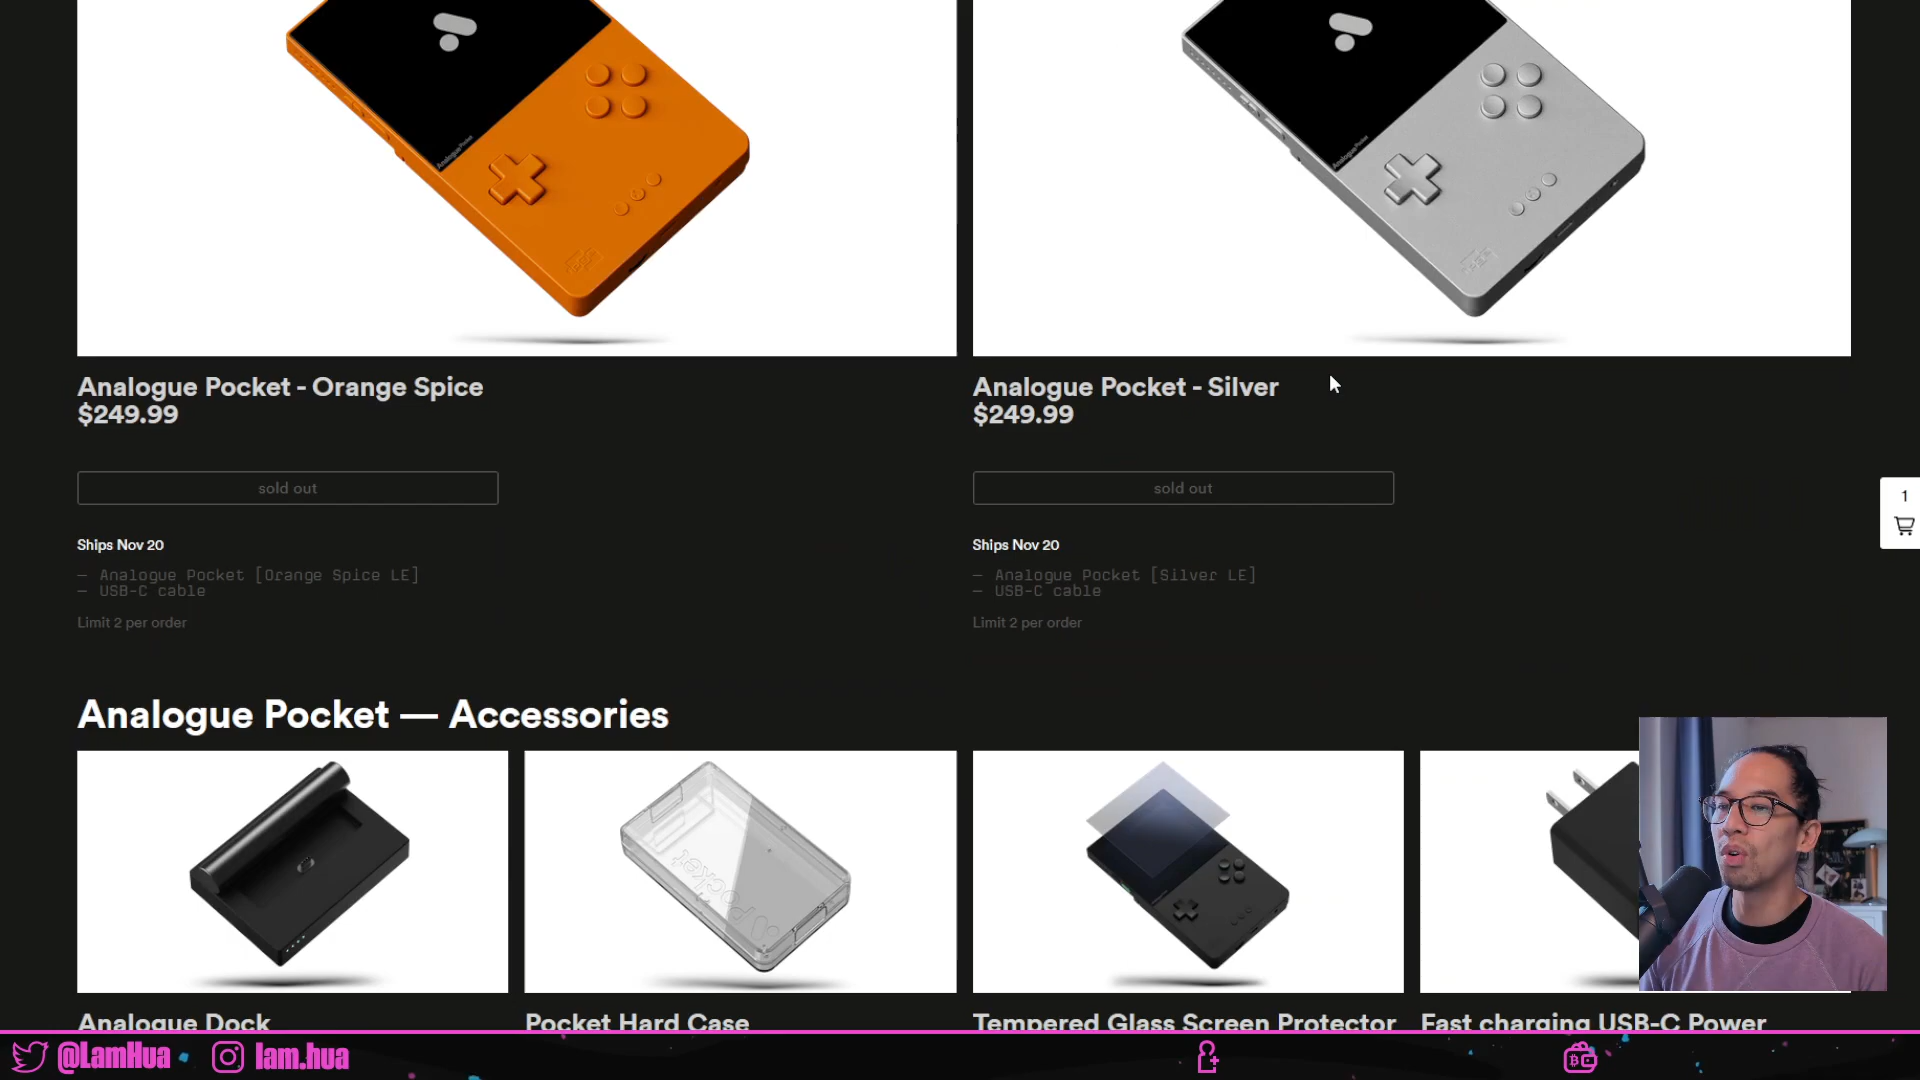 Analogue Pocket - Orange Spice
$249.99
sold out
Ships Nov 20
— Analogue Pocket [Orange Spice LE]
— USB-C cable
Limit 2 per order
Analogue Pocket - Silver
$249.99
sold out
Ships Nov 20
— Analogue Pocket [Silver LE]
— USB-C cable
Limit 2 per order
1
Analogue Pocket — Accessories
Pocket
Analogue Dock
Pocket Hard Case
Tempered Glass Screen Protector
Fast charging USB-C Power
@LamHua
lam.hua